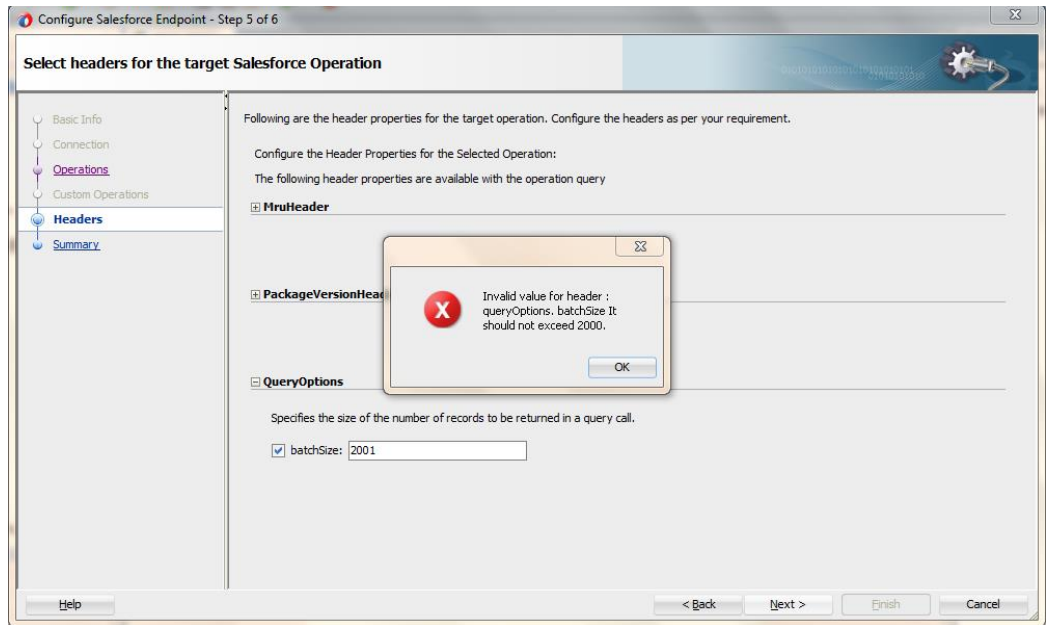 Configure Salesforce Endpoint - Step 5 of 6
Select headers for the target Salesforce Operation
Basic Info
Connection
Operations
Custom Operations
Headers
Summary
Following are the header properties for the target operation. Configure the headers as per your requirement.
Configure the Header Properties for the Selected Operation:
The following header properties are available with the operation query
MruHeader
PackageVersionHead
Invalid value for header :
queryOptions. batchSize It
should not exceed 2000.
OK
QueryOptions
Specifies the size of the number of records to be returned in a query call.
batchSize: 2001
Help
< Back
Next >
Finish
Cancel